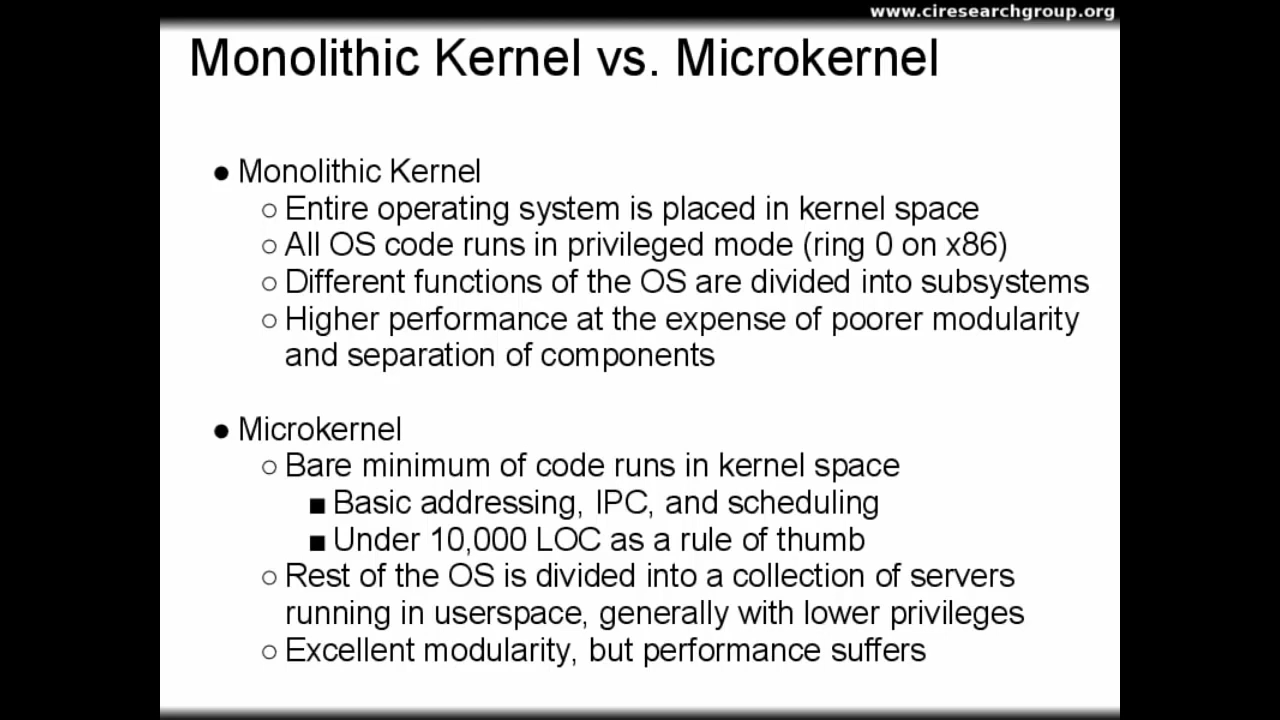 www.ciresearchgroup.org
Monolithic Kernel vs. Microkernel
● Monolithic Kernel
○ Entire operating system is placed in kernel space
○ All OS code runs in privileged mode (ring 0 on x86)
○ Different functions of the OS are divided into subsystems
○ Higher performance at the expense of poorer modularity
and separation of components
● Microkernel
○ Bare minimum of code runs in kernel space
■ Basic addressing, IPC, and scheduling
■ Under 10,000 LOC as a rule of thumb
○ Rest of the OS is divided into a collection of servers
running in userspace, generally with lower privileges
○ Excellent modularity, but performance suffers